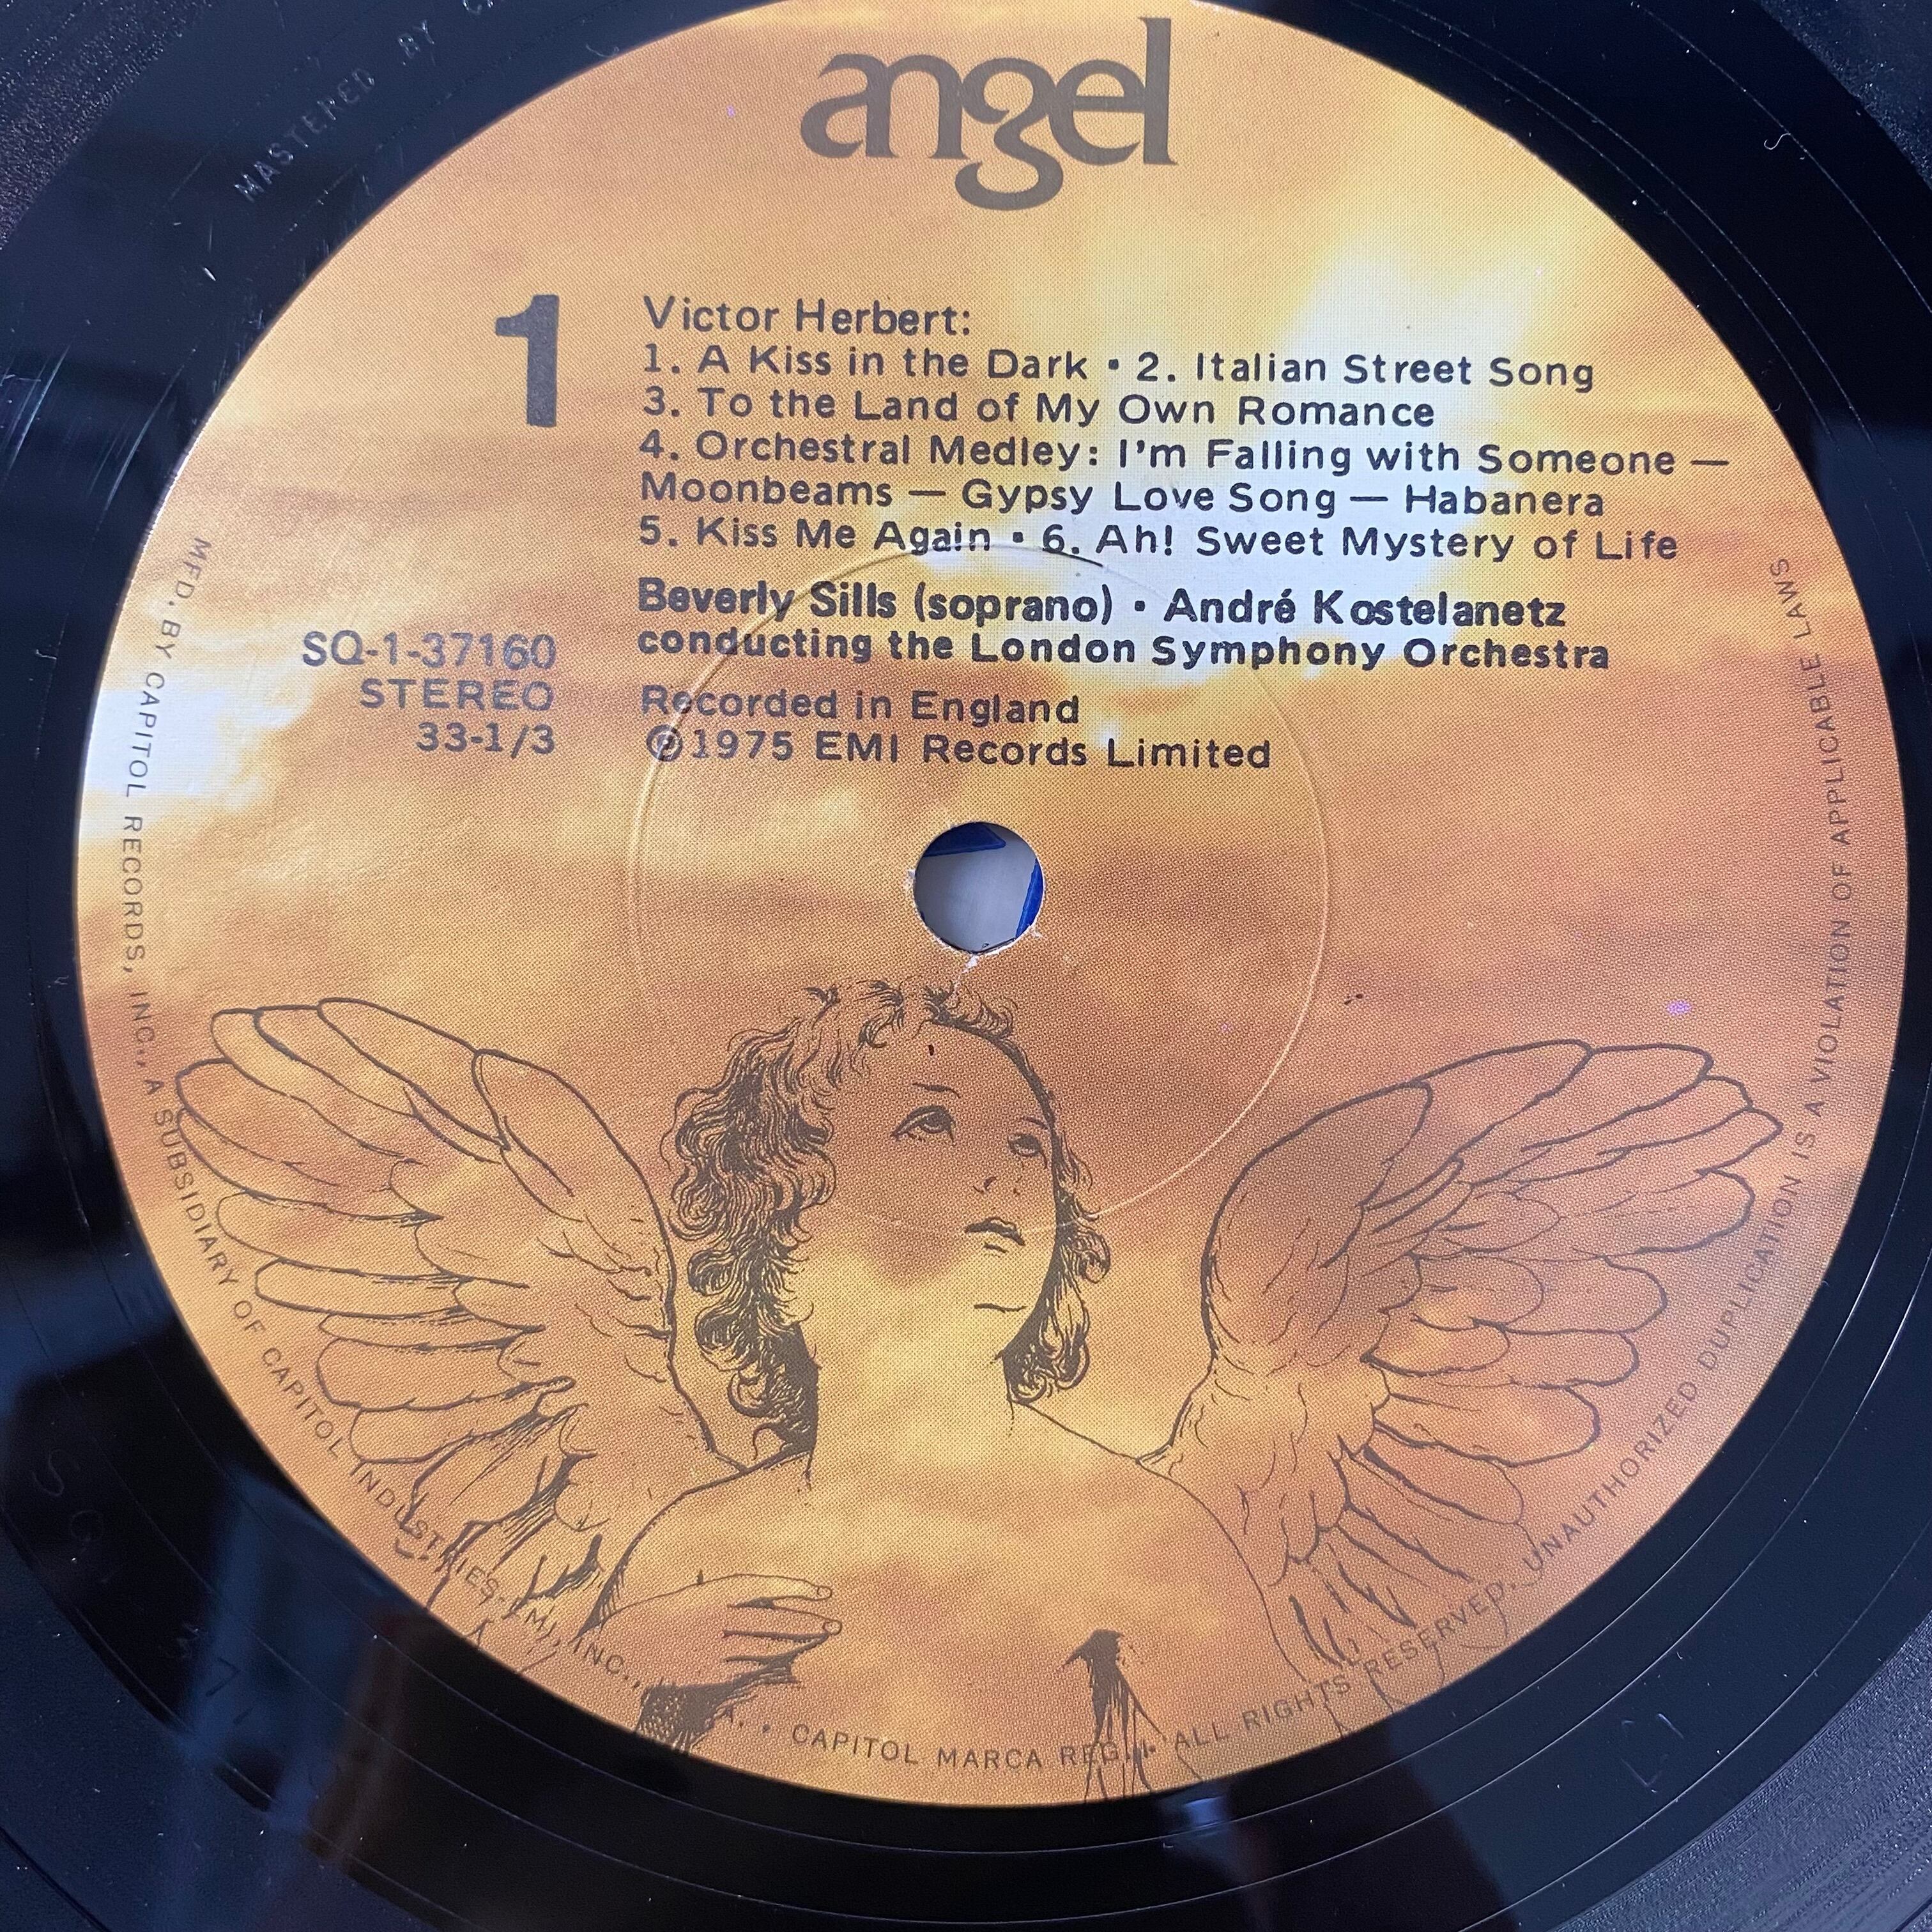 MASTERED BY
angel
1
Victor Herbert:
1. A Kiss in the Dark • 2. Italian Street Song
3. To the Land of My Own Romance
4. Orchestral Medley: I'm Falling with Someone —
Moonbeams — Gypsy Love Song — Habanera
5. Kiss Me Again • 6. Ah! Sweet Mystery of Life
Beverly Sills (soprano) • André Kostelanetz
conducting the London Symphony Orchestra
SQ-1-37160
STEREO
33-1/3
Recorded in England
℗1975 EMI Records Limited
MFD. BY CAPITOL RECORDS, INC., A SUBSIDIARY OF CAPITOL INDUSTRIES-EMI, INC., • CAPITOL MARCA REG. • ALL RIGHTS RESERVED. UNAUTHORIZED DUPLICATION IS A VIOLATION OF APPLICABLE LAWS